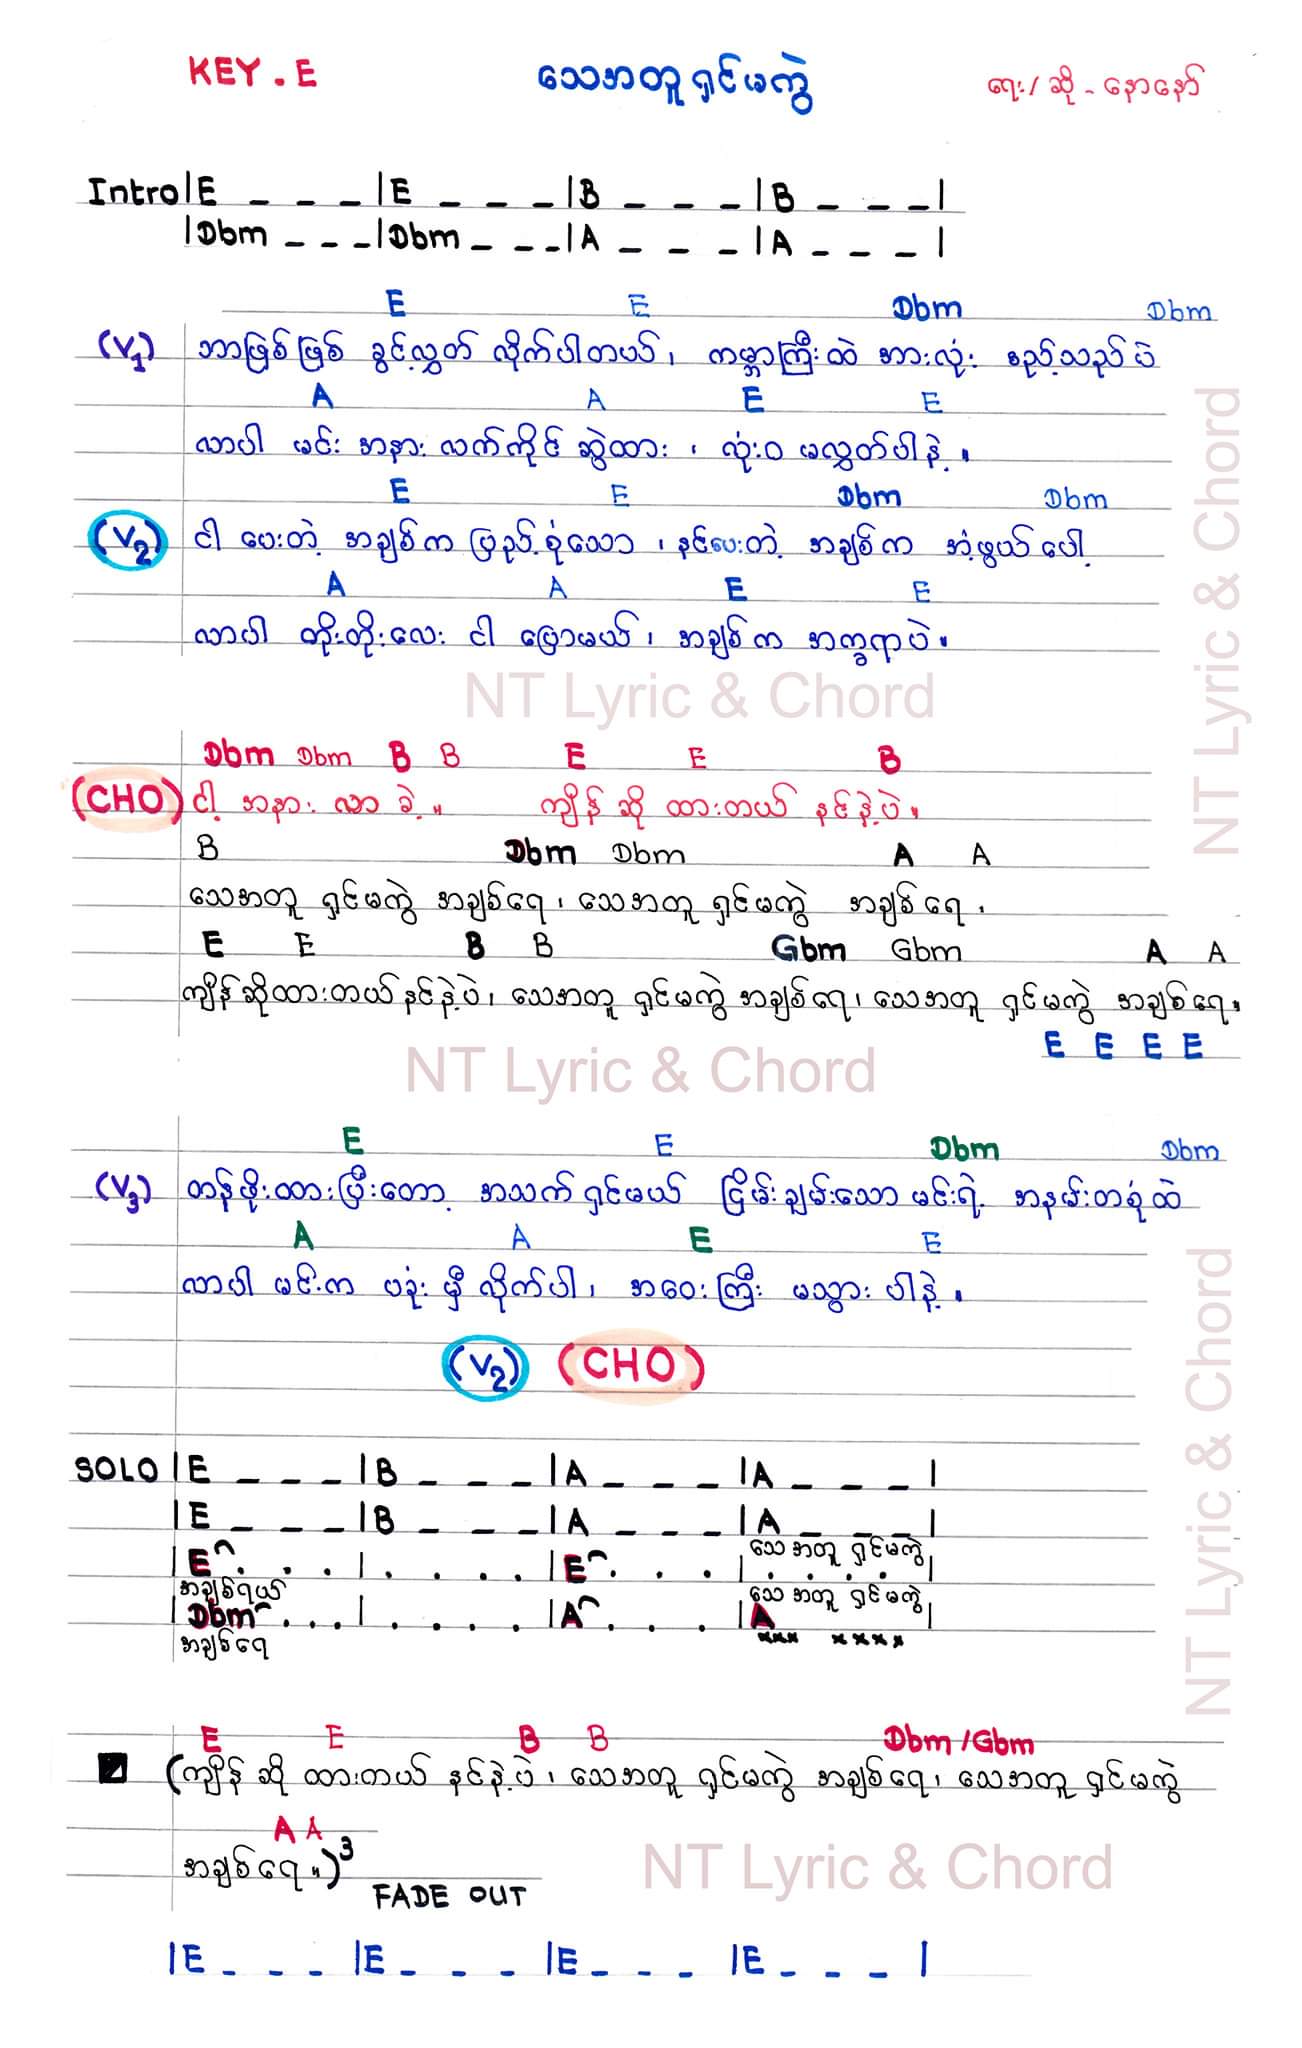 KEY . E သေအတူရှင်မကွဲ ရေး/ဆို - နောနော်
Intro |E _ _ _ |E _ _ _ |B _ _ _ |B _ _ _ |
|Dbm _ _ _ |Dbm _ _ _ |A _ _ _ |A _ _ _ |
E E Dbm Dbm
(V1) ဘာဖြစ်ဖြစ် ခွင့်လွှတ် လိုက်ပါတယ်၊ ကမ္ဘာကြီးထဲ အားလုံး ဧည့်သည်ပဲ
A A E E
လာပါ မင်း အနား လက်ကိုင် ဆွဲထား ၊ လုံးဝ မလွှတ်ပါနဲ့ ။
E E Dbm Dbm
(V2) ငါ ပေးတဲ့ အချစ်က ပြည့်စုံသော ၊ နင်ပေးတဲ့ အချစ်က အံ့ဖွယ်ပေါ့
A A E E
လာပါ တိုးတိုးလေး ငါ ပြောမယ် ၊ အချစ်က အက္ခရာပဲ ။
NT Lyric & Chord
NT Lyric & Chord
Dbm Dbm B B E E B
(CHO) ငါ့ အနား လာ ခဲ့ ။ ကျိန် ဆို ထားတယ် နင်နဲ့ပဲ ။
B Dbm Dbm A A
သေအတူ ရှင်မကွဲ အချစ်ရေ ၊ သေအတူ ရှင်မကွဲ အချစ်ရေ ၊
E E B B Gbm Gbm A A
ကျိန်ဆိုထားတယ် နင်နဲ့ပဲ ၊ သေအတူ ရှင်မကွဲ အချစ်ရေ ၊ သေအတူ ရှင်မကွဲ အချစ်ရေ ။
E E E E
NT Lyric & Chord
E E Dbm Dbm
(V3) တန်ဖိုးထားပြီးတော့ အသက်ရှင်မယ် ငြိမ်းချမ်းသော မင်းရဲ့ အနမ်းတစုံထဲ
A A E E
လာပါ မင်းက ပခုံး မှီ လိုက်ပါ ၊ အဝေးကြီး မသွား ပါနဲ့ ။
NT Lyric & Chord
(V2) (CHO)
SOLO |E _ _ _ |B _ _ _ |A _ _ _ |A _ _ _ |
|E _ _ _ |B _ _ _ |A _ _ _ |A _ _ _ |
သေအတူ ရှင်မကွဲ
|E^. . . |. . . . |E^. . . |. . . . |
အချစ်ရယ် သေအတူ ရှင်မကွဲ
|Dbm^. . . |. . . . |A^. . . |A |
အချစ်ရေ xxx xxxx
E E B B Dbm/Gbm
(ကျိန် ဆို ထားတယ် နင်နဲ့ပဲ ၊ သေအတူ ရှင်မကွဲ အချစ်ရေ ၊ သေအတူ ရှင်မကွဲ
A A
အချစ်ရေ ။)3
FADE OUT
NT Lyric & Chord
|E _ _ _ |E _ _ _ |E _ _ _ |E _ _ _ |